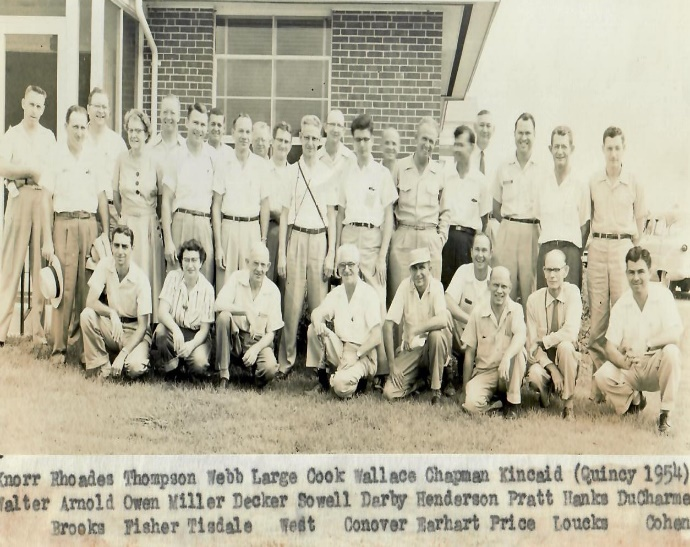 Knorr Rhoades Thompson Webb Large Cook Wallace Chapman Kincaid (Quincy 1954)
Walter Arnold Owen Miller Decker Sowell Darby Henderson Pratt Hanks DuCharme
Brooks Fisher Tisdale West Conover Earhart Price Loucks Cohen